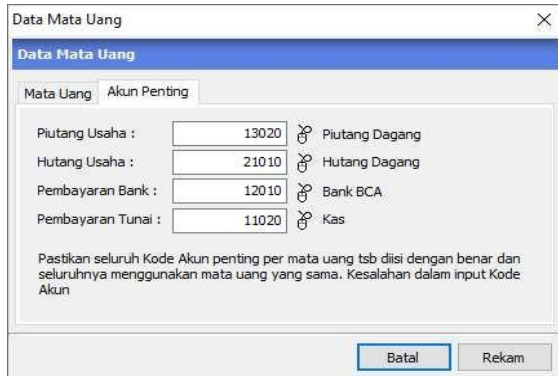 Data Mata Uang
Data Mata Uang
Mata Uang Akun Penting
Piutang Usaha : 13020 Piutang Dagang
Hutang Usaha : 21010 Hutang Dagang
Pembayaran Bank : 12010 Bank BCA
Pembayaran Tunai : 11020 Kas
Pastikan seluruh Kode Akun penting per mata uang tsb diisi dengan benar dan
seluruhnya menggunakan mata uang yang sama. Kesalahan dalam input Kode
Akun
Batal Rekam